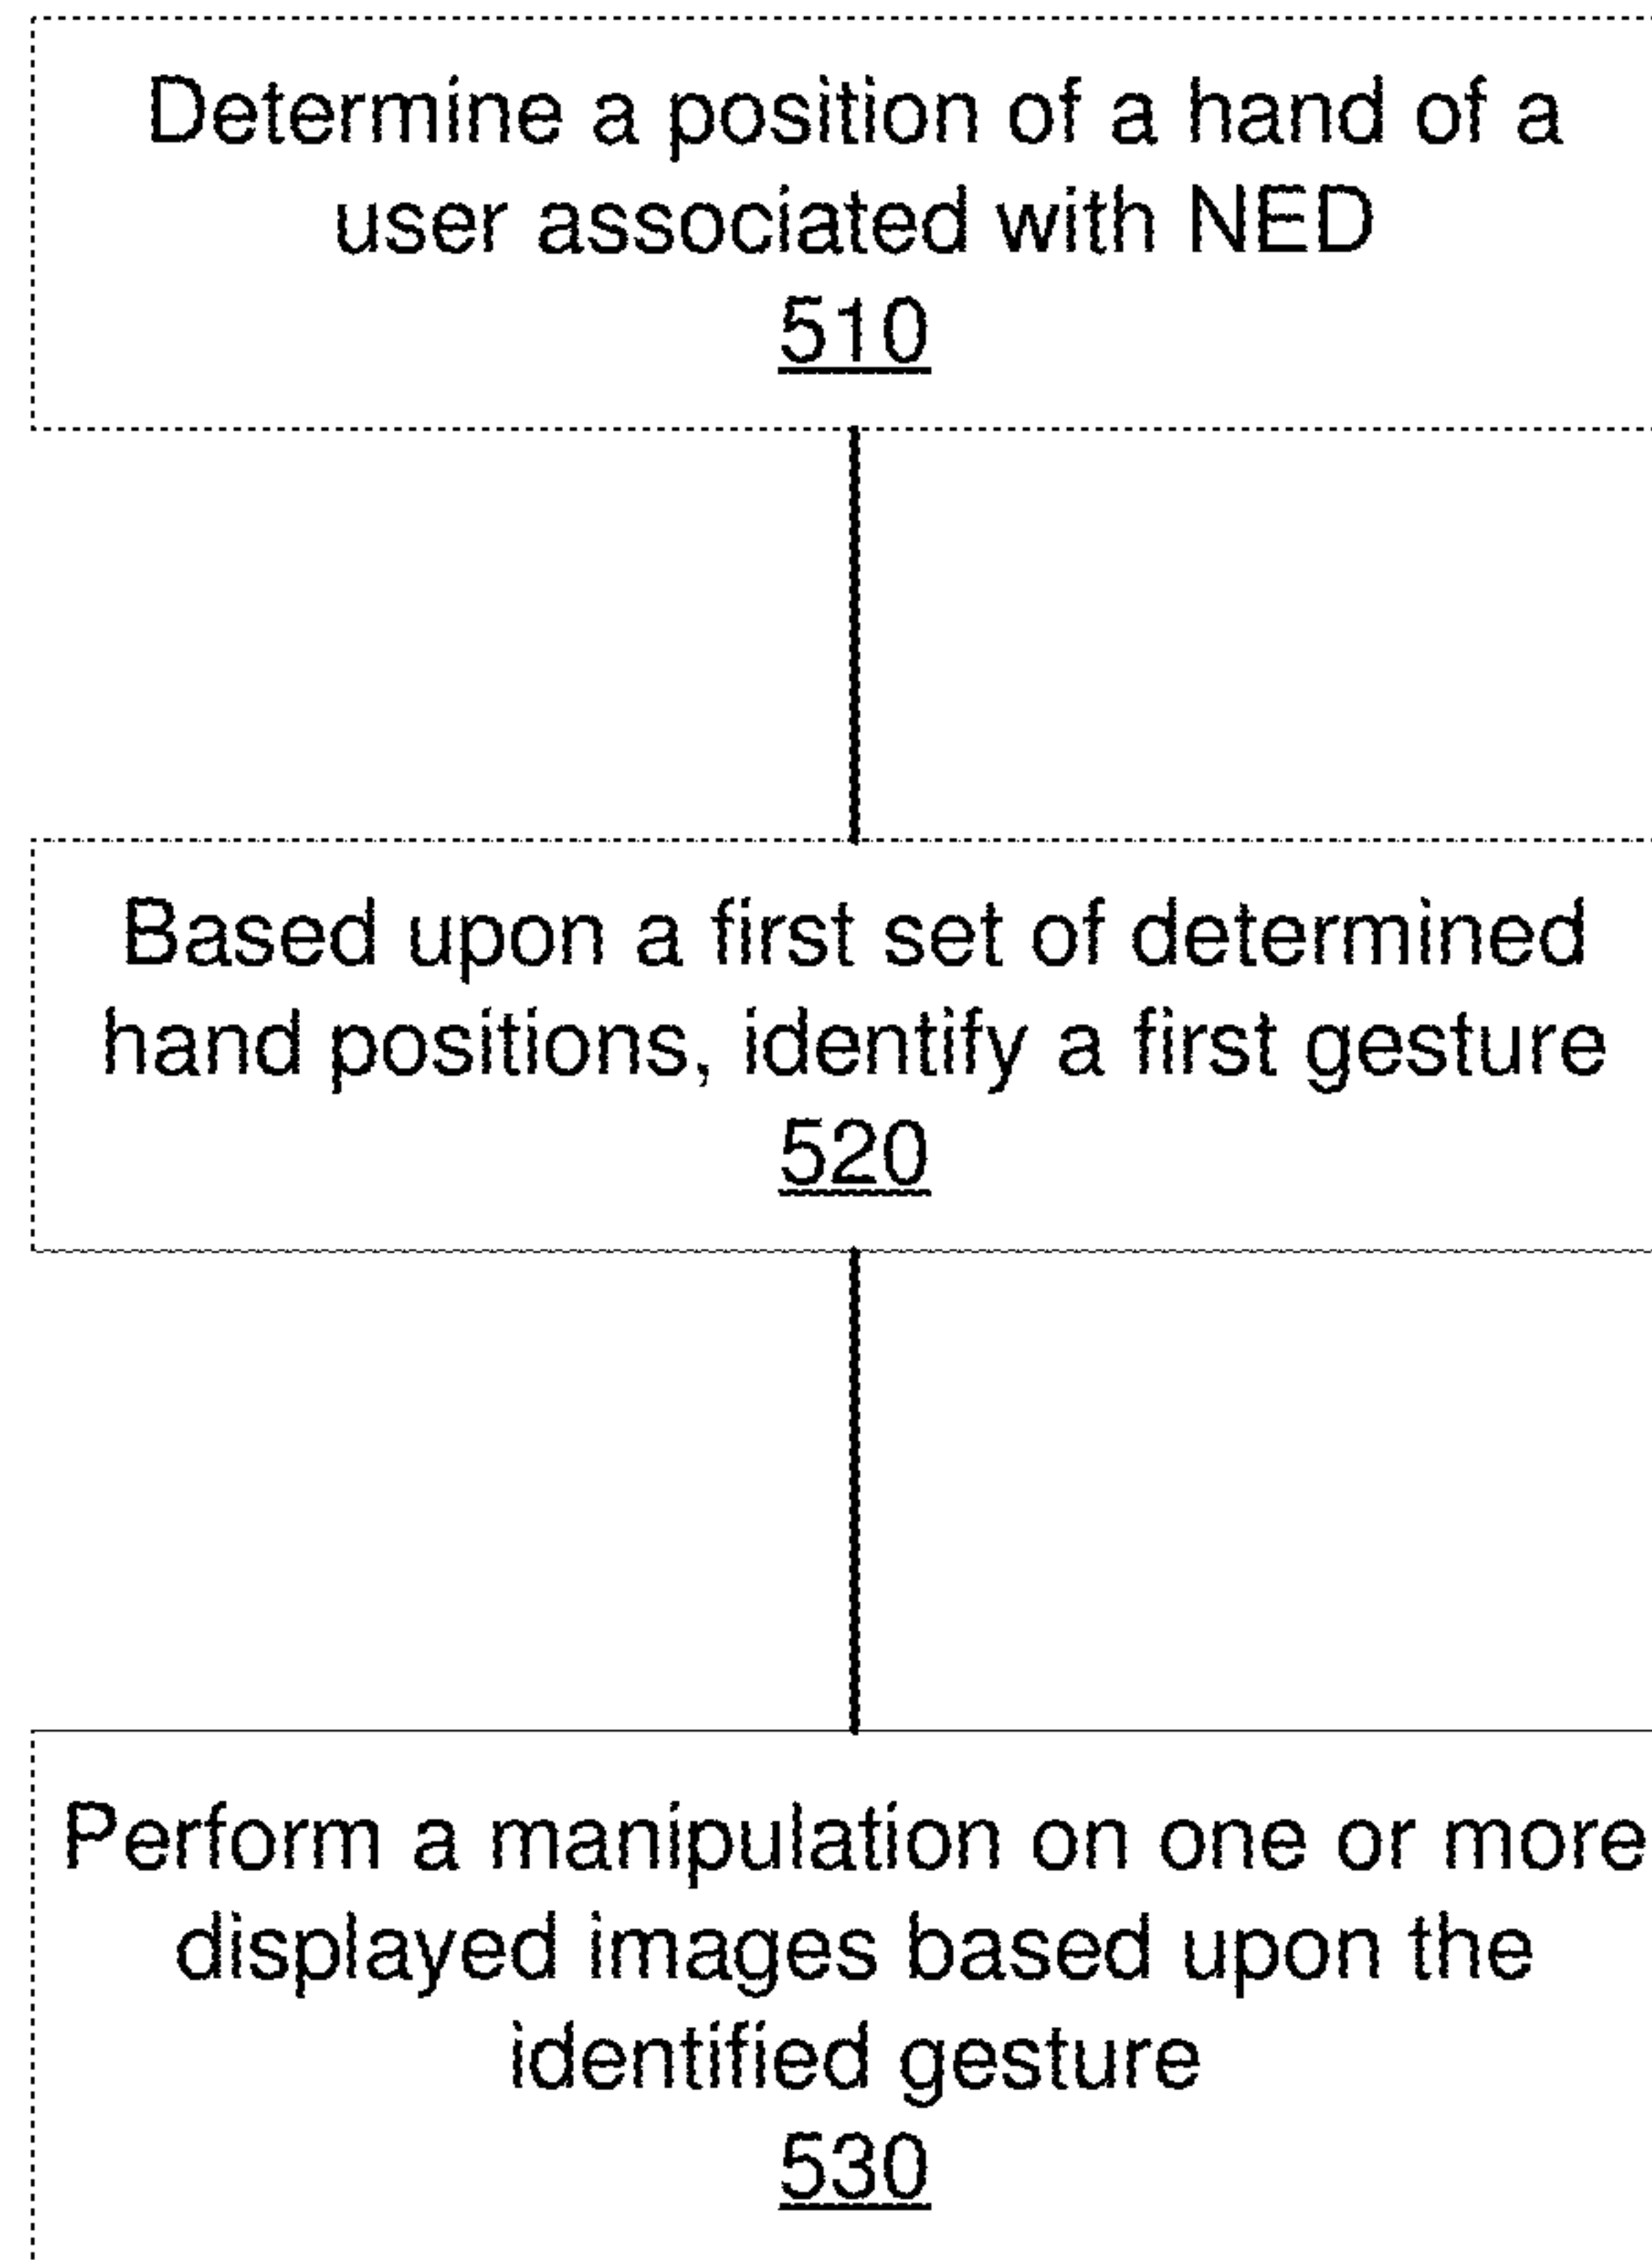 Determine a position of a hand of a
user associated with NED
510
Based upon a first set of determined
hand positions, identify a first gesture
520
Perform a manipulation on one or more
displayed images based upon the
identified gesture
530